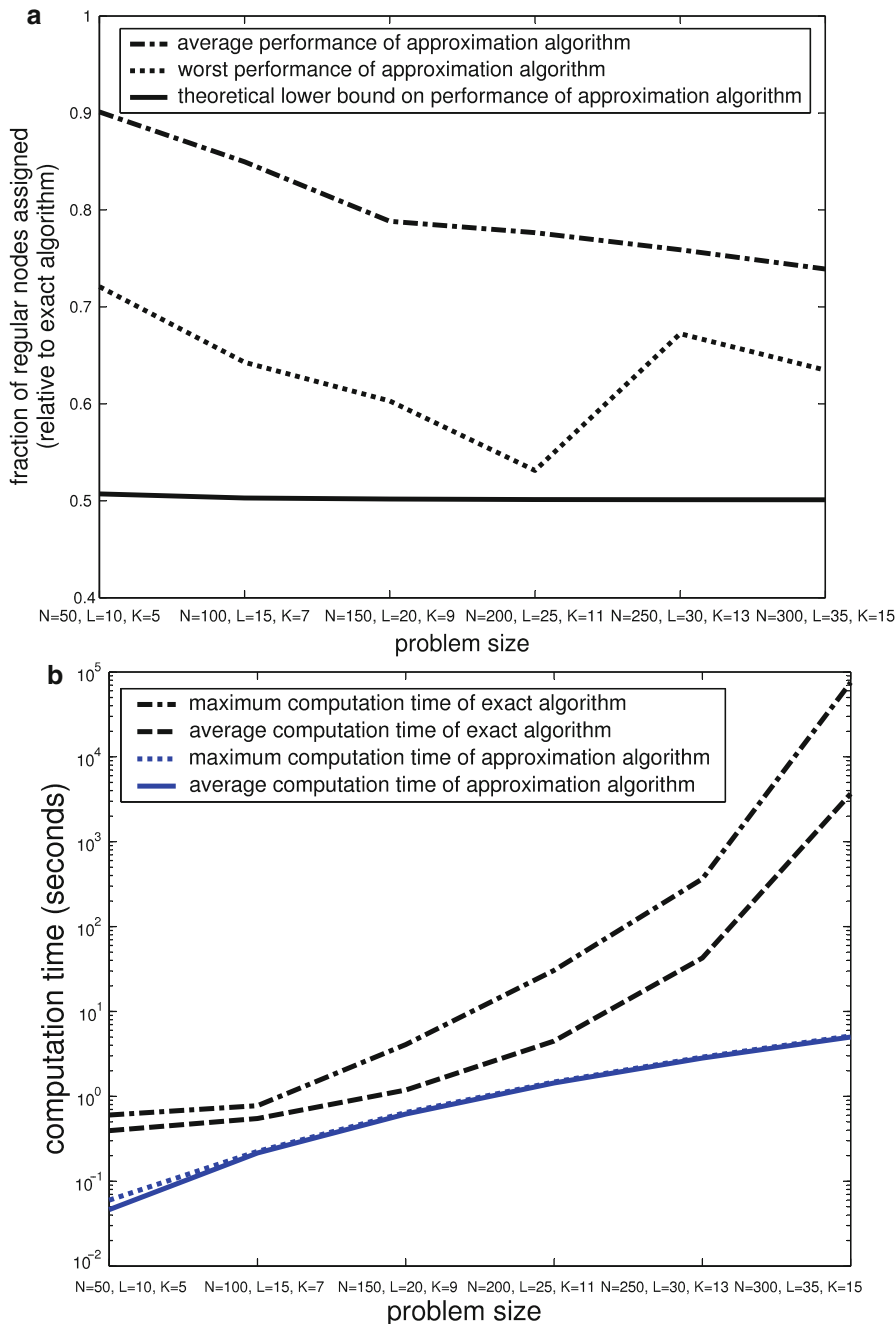 a
1
0.9
0.8
0.7
0.6
0.5
0.4
average performance of approximation algorithm
worst performance of approximation algorithm
theoretical lower bound on performance of approximation algorithm
fraction of regular nodes assigned
(relative to exact algorithm)
N=50, L=10, K=5 N=100, L=15, K=7 N=150, L=20, K=9 N=200, L=25, K=11 N=250, L=30, K=13 N=300, L=35, K=15
problem size
b
10^5
10^4
10^3
10^2
10^1
10^0
10^-1
10^-2
maximum computation time of exact algorithm
average computation time of exact algorithm
maximum computation time of approximation algorithm
average computation time of approximation algorithm
computation time (seconds)
N=50, L=10, K=5 N=100, L=15, K=7 N=150, L=20, K=9 N=200, L=25, K=11 N=250, L=30, K=13 N=300, L=35, K=15
problem size